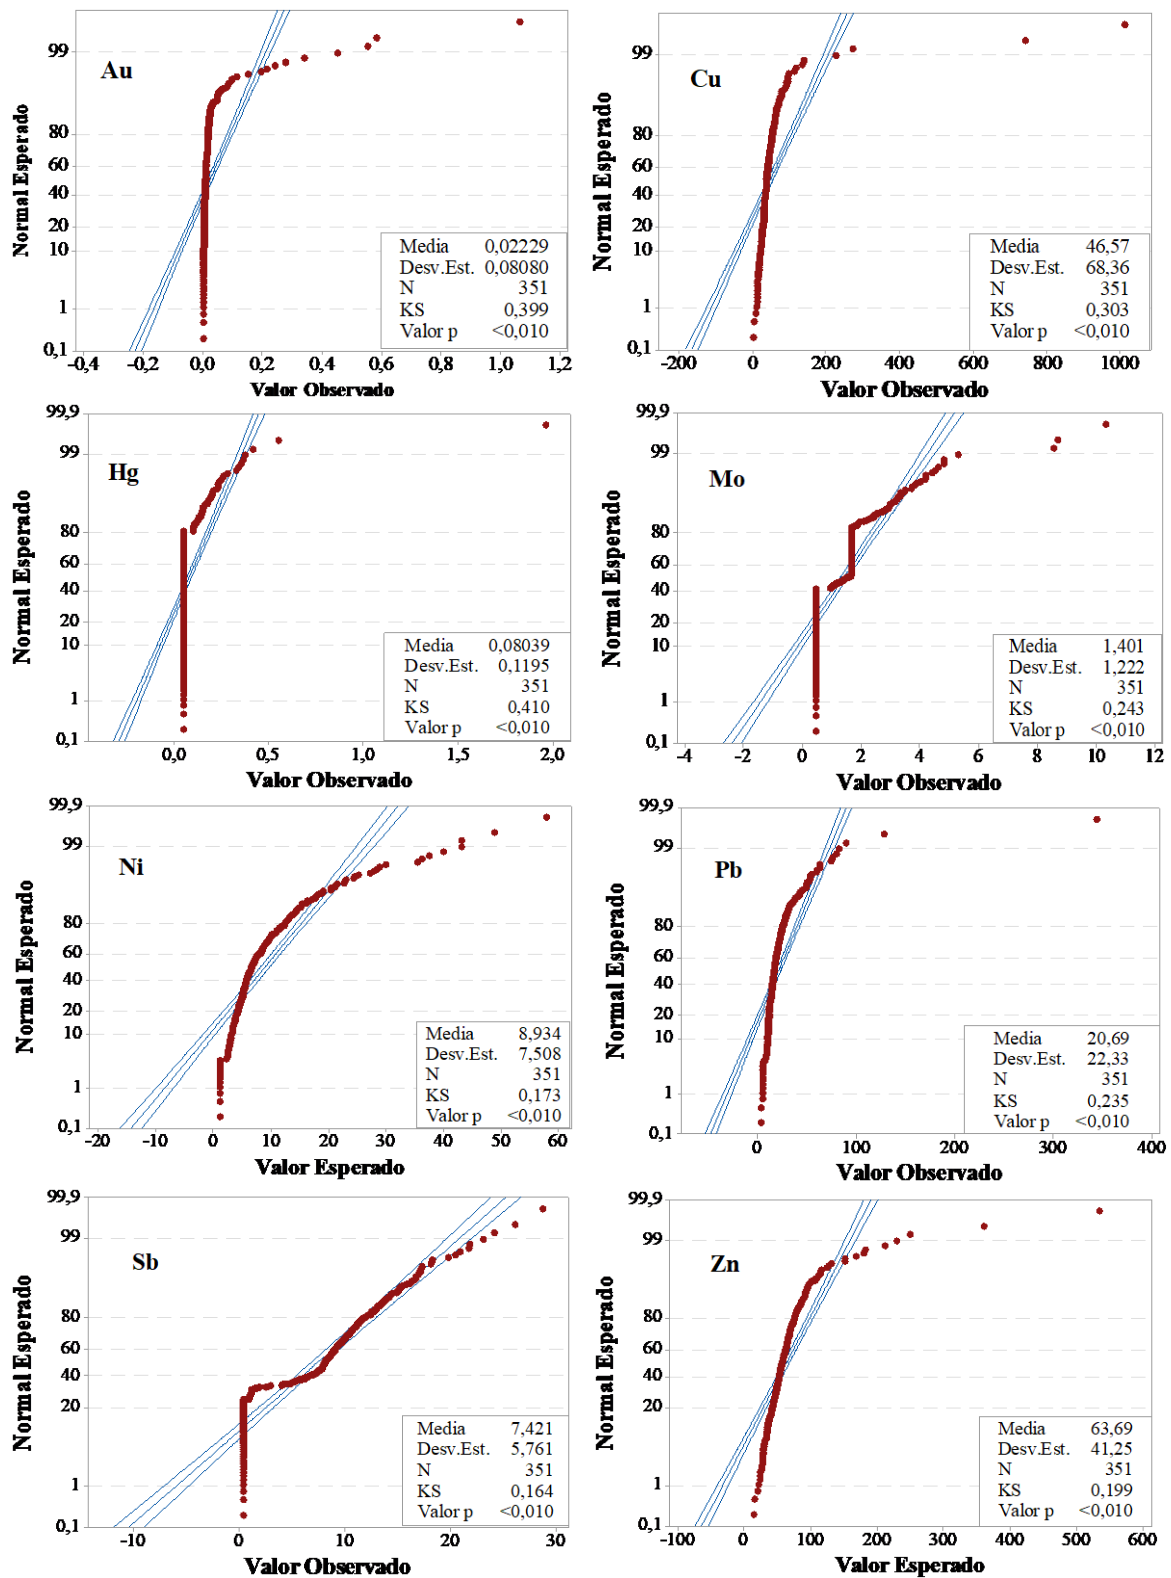 Au
Normal Esperado
99
80
60
40
20
10
1
0,1
Media 0,02229
Desv.Est. 0,08080
N 351
KS 0,399
Valor p <0,010
-0,4 -0,2 0,0 0,2 0,4 0,6 0,8 1,0 1,2
Valor Observado
Cu
Normal Esperado
99
80
60
40
20
10
1
0,1
Media 46,57
Desv.Est. 68,36
N 351
KS 0,303
Valor p <0,010
-200 0 200 400 600 800 1000
Valor Observado
Hg
Normal Esperado
99,9
99
80
60
40
20
10
1
0,1
Media 0,08039
Desv.Est. 0,1195
N 351
KS 0,410
Valor p <0,010
0,0 0,5 1,0 1,5 2,0
Valor Observado
Mo
Normal Esperado
99,9
99
80
60
40
20
10
1
0,1
Media 1,401
Desv.Est. 1,222
N 351
KS 0,243
Valor p <0,010
-4 -2 0 2 4 6 8 10 12
Valor Observado
Ni
Normal Esperado
99,9
99
80
60
40
20
10
1
0,1
Media 8,934
Desv.Est. 7,508
N 351
KS 0,173
Valor p <0,010
-20 -10 0 10 20 30 40 50 60
Valor Esperado
Pb
Normal Esperado
99,9
99
80
60
40
20
10
1
0,1
Media 20,69
Desv.Est. 22,33
N 351
KS 0,235
Valor p <0,010
0 100 200 300 400
Valor Observado
Sb
Normal Esperado
99,9
99
80
60
40
20
1
0,1
Media 7,421
Desv.Est. 5,761
N 351
KS 0,164
Valor p <0,010
-10 0 10 20 30
Valor Observado
Zn
Normal Esperado
99,9
99
80
60
40
20
1
0,1
Media 63,69
Desv.Est. 41,25
N 351
KS 0,199
Valor p <0,010
-100 0 100 200 300 400 500 600
Valor Esperado